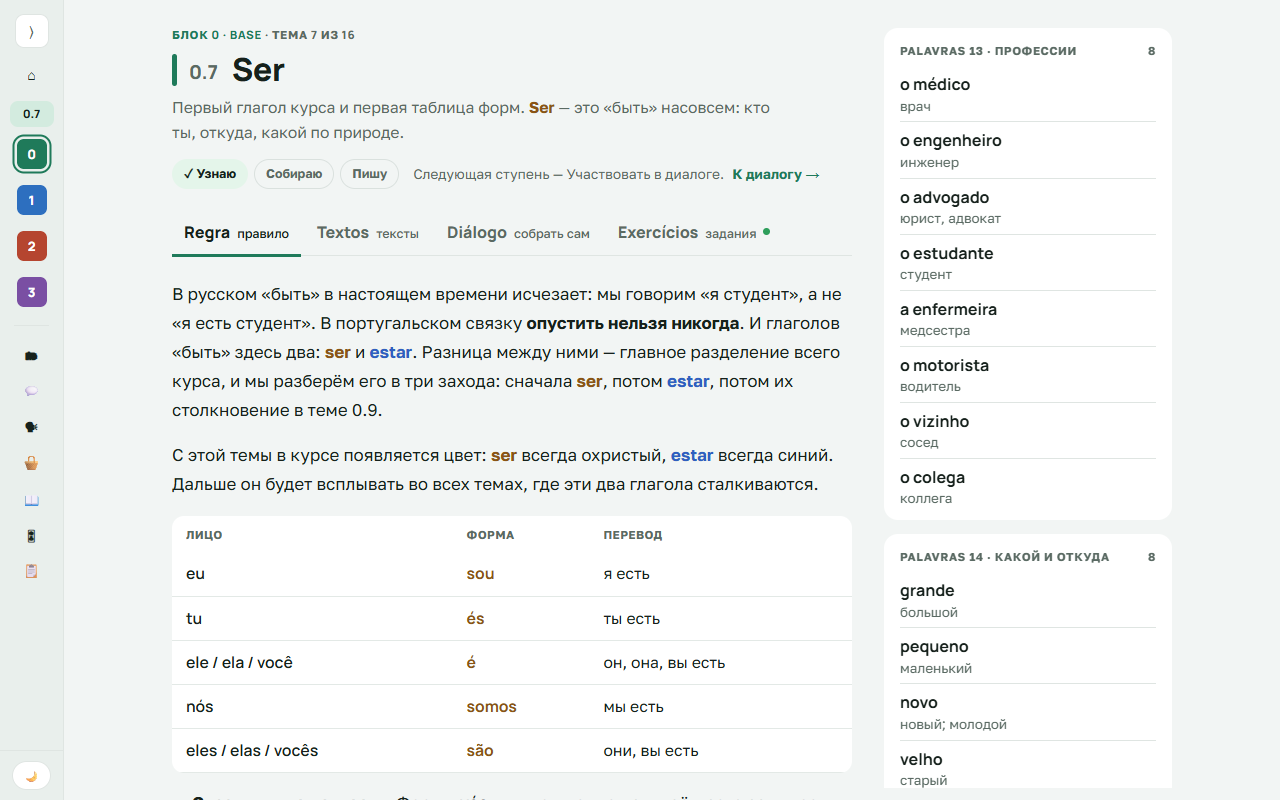 ⟩
⌂
0.7
0
1
2
3
БЛОК 0 · BASE · ТЕМА 7 ИЗ 16
0.7 Ser
Первый глагол курса и первая таблица форм. Ser — это «быть» насовсем: кто
ты, откуда, какой по природе.
✓ Узнаю Собираю Пишу Следующая ступень — Участвовать в диалоге. К диалогу →
Regra правило Textos тексты Diálogo собрать сам Exercícios задания
В русском «быть» в настоящем времени исчезает: мы говорим «я студент», а не
«я есть студент». В португальском связку опустить нельзя никогда. И глаголов
«быть» здесь два: ser и estar. Разница между ними — главное разделение всего
курса, и мы разберём его в три захода: сначала ser, потом estar, потом их
столкновение в теме 0.9.
С этой темы в курсе появляется цвет: ser всегда охристый, estar всегда синий.
Дальше он будет всплывать во всех темах, где эти два глагола сталкиваются.
ЛИЦО ФОРМА ПЕРЕВОД
eu sou я есть
tu és ты есть
ele / ela / você é он, она, вы есть
nós somos мы есть
eles / elas / vocês são они, вы есть
PALAVRAS 13 · ПРОФЕССИИ 8
o médico
врач
o engenheiro
инженер
o advogado
юрист, адвокат
o estudante
студент
a enfermeira
медсестра
o motorista
водитель
o vizinho
сосед
o colega
коллега
PALAVRAS 14 · КАКОЙ И ОТКУДА 8
grande
большой
pequeno
маленький
novo
новый; молодой
velho
старый